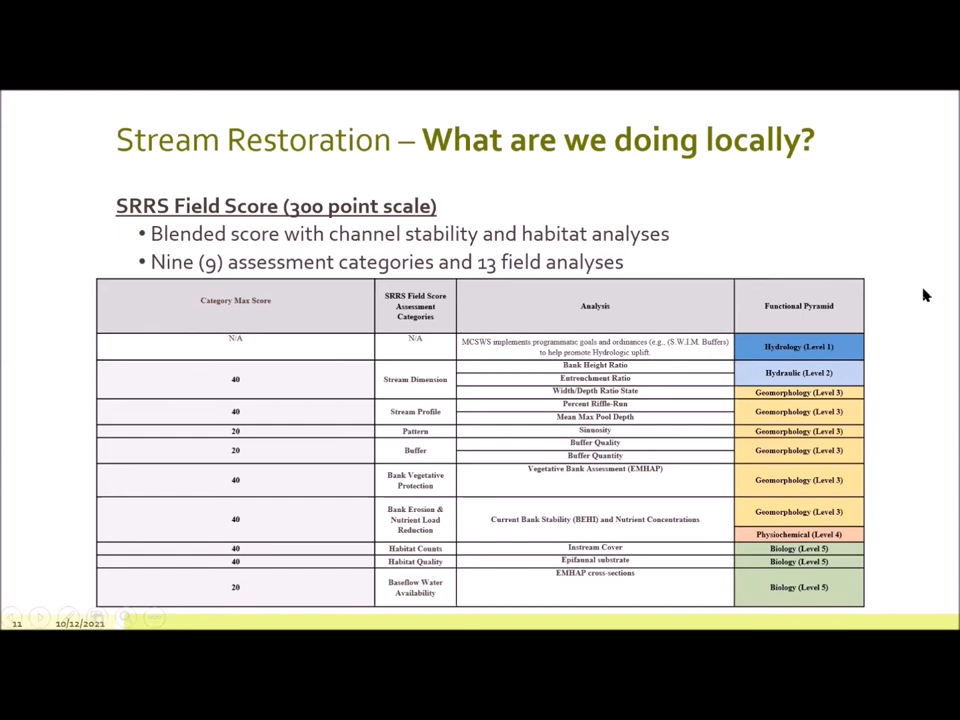 Stream Restoration – What are we doing locally?
SRRS Field Score (300 point scale)
• Blended score with channel stability and habitat analyses
• Nine (9) assessment categories and 13 field analyses
Category Max Score
SRRS Field Score
Assessment
Categories
Analysis
Functional Pyramid
N/A
N/A
MCSWS implements programmatic goals and ordinances (e.g., (S.W.I.M. Buffers)
to help promote Hydrologic uplift.
Hydrology (Level 1)
40
Stream Dimension
Bank Height Ratio
Entrenchment Ratio
Width/Depth Ratio State
Hydraulic (Level 2)
Geomorphology (Level 3)
40
Stream Profile
Percent Riffle-Run
Mean Max Pool Depth
Geomorphology (Level 3)
20
Pattern
Sinuosity
Geomorphology (Level 3)
20
Buffer
Buffer Quality
Buffer Quantity
Geomorphology (Level 3)
40
Bank Vegetative
Protection
Vegetative Bank Assessment (EMHAP)
Geomorphology (Level 3)
40
Bank Erosion &
Nutrient Load
Reduction
Current Bank Stability (BEHI) and Nutrient Concentrations
Geomorphology (Level 3)
Physiochemical (Level 4)
40
Habitat Counts
Instream Cover
Biology (Level 5)
40
Habitat Quality
Epifaunal substrate
Biology (Level 5)
20
Baseflow Water
Availability
EMHAP cross-sections
Biology (Level 5)
11
10/12/2021